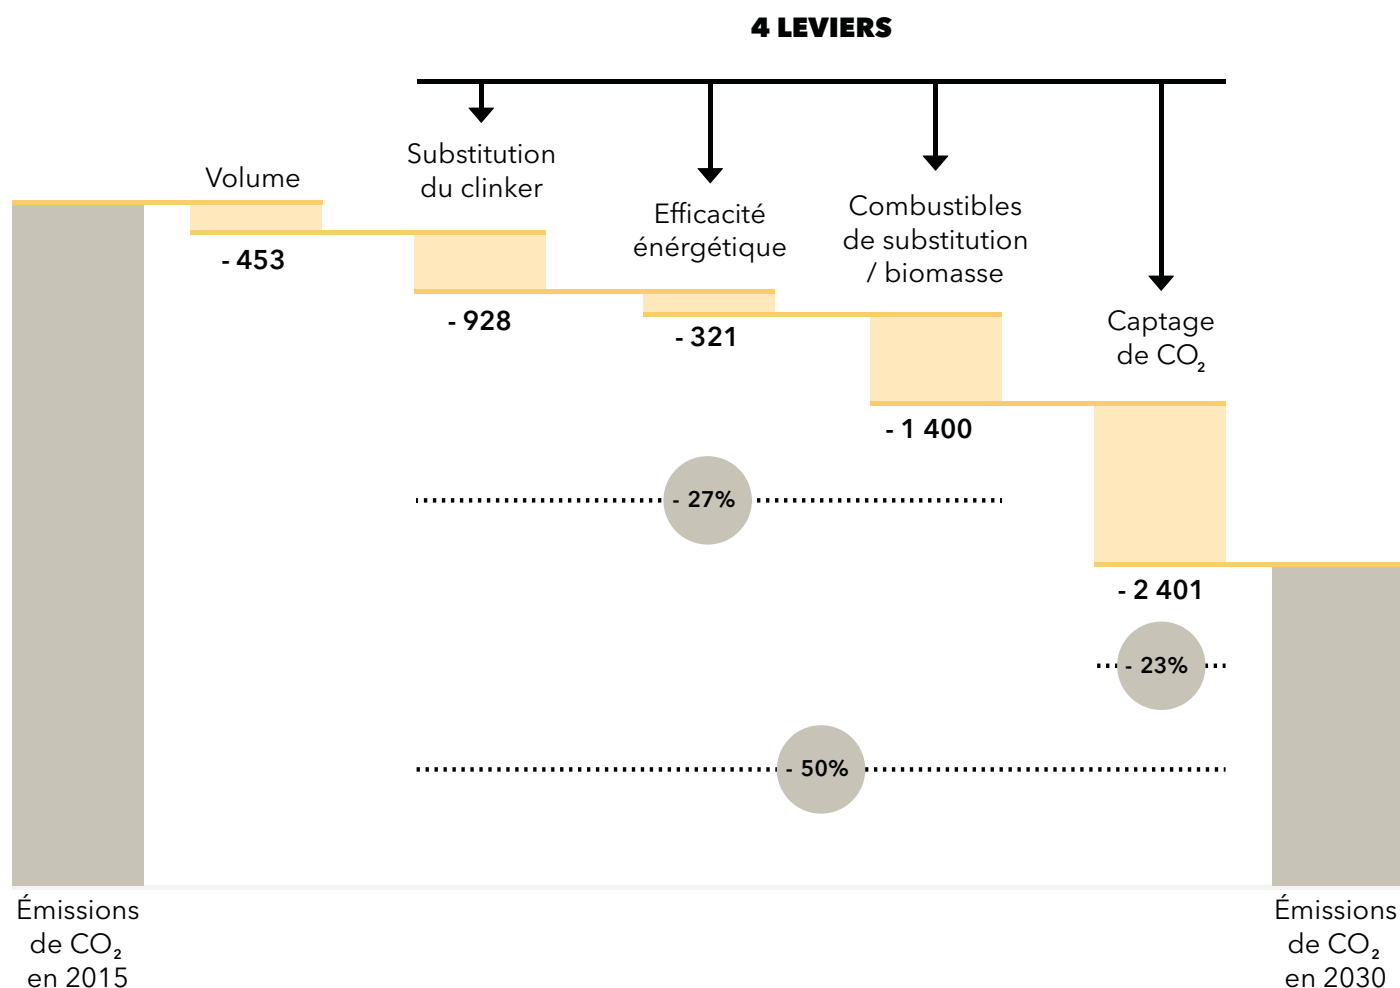 4 LEVIERS
Volume
- 453
Substitution
du clinker
- 928
Efficacité
énérgétique
- 321
Combustibles
de substitution
/ biomasse
- 1 400
Captage
de CO₂
- 2 401
- 27%
- 23%
- 50%
Émissions
de CO₂
en 2015
Émissions
de CO₂
en 2030